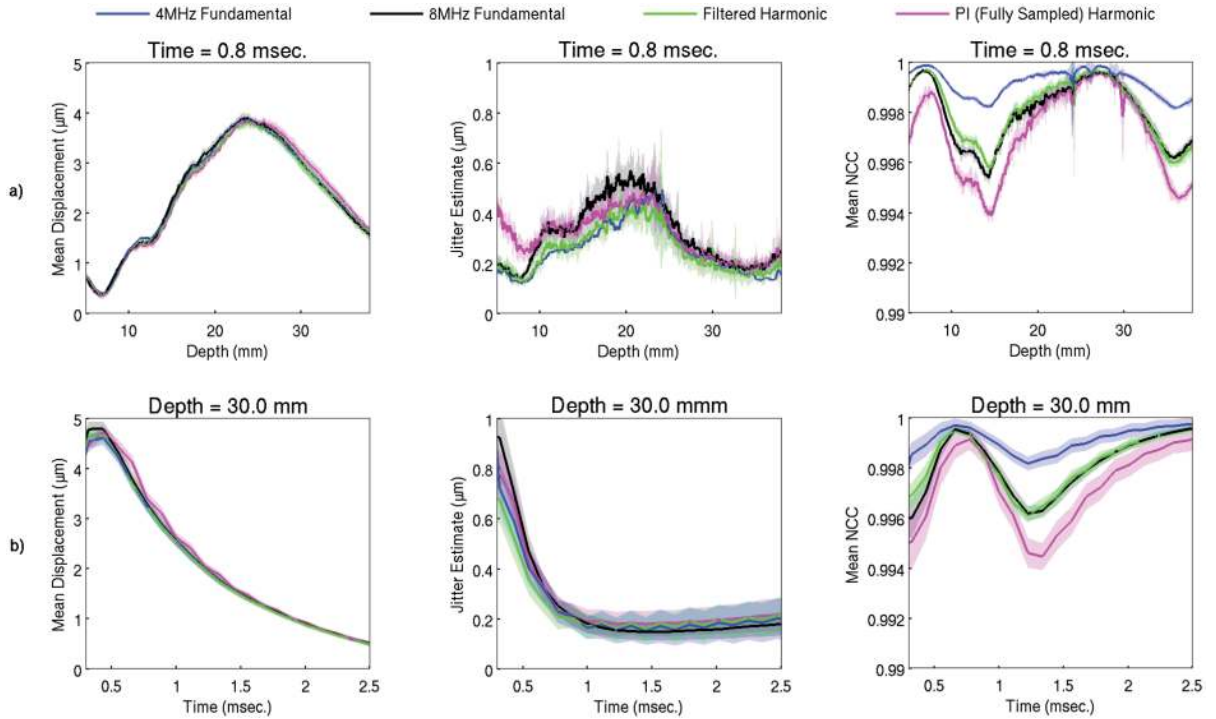 4MHz Fundamental 8MHz Fundamental Filtered Harmonic PI (Fully Sampled) Harmonic
a)
Time = 0.8 msec.
Mean Displacement (μm)
5
4
3
2
1
0
10 20 30
Depth (mm)
Time = 0.8 msec.
Jitter Estimate (μm)
1
0.8
0.6
0.4
0.2
0
10 20 30
Depth (mm)
Time = 0.8 msec.
Mean NCC
1
0.998
0.996
0.994
0.992
0.99
10 20 30
Depth (mm)
b)
Depth = 30.0 mm
Mean Displacement (μm)
5
4
3
2
1
0
0.5 1 1.5 2 2.5
Time (msec.)
Depth = 30.0 mmm
Jitter Estimate (μm)
1
0.8
0.6
0.4
0.2
0
0.5 1 1.5 2 2.5
Time (msec.)
Depth = 30.0 mm
Mean NCC
1
0.998
0.996
0.994
0.992
0.99
0.5 1 1.5 2 2.5
Time (msec.)